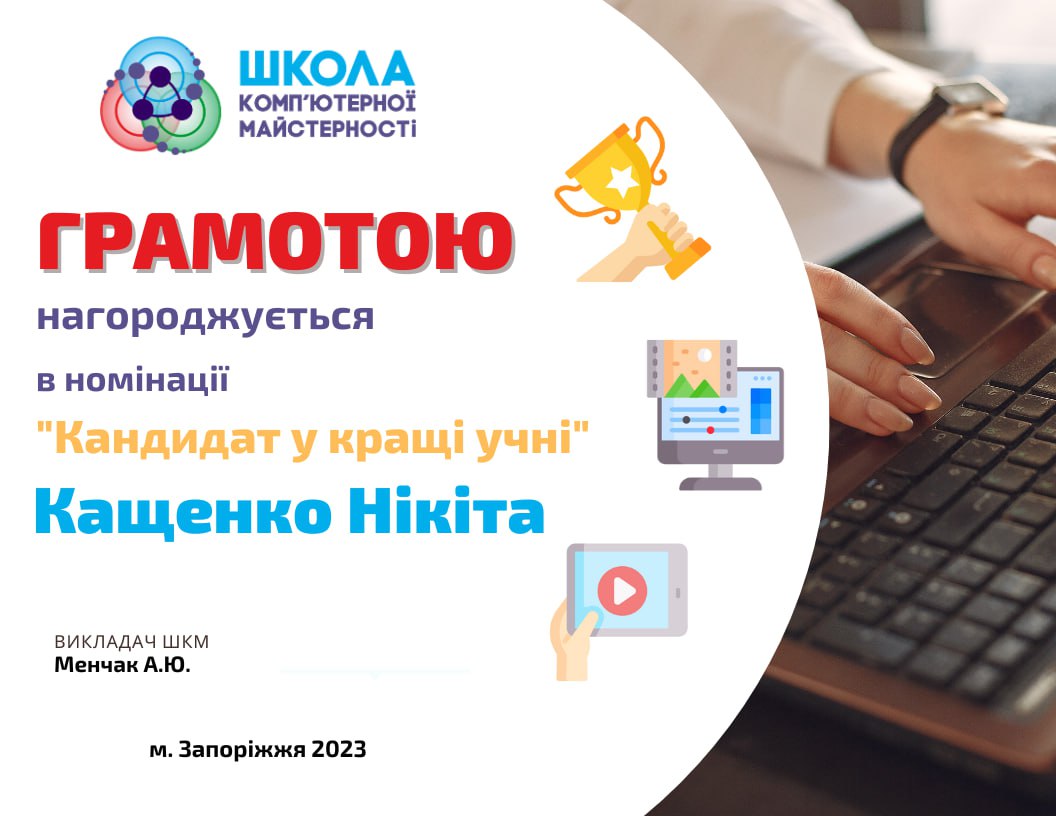 ШКОЛА
КОМП'ЮТЕРНОЇ
МАЙСТЕРНОСТі
ГРАМОТОЮ
нагороджується
в номінації
"Кандидат у кращі учні"
Кащенко Нікіта
ВИКЛАДАЧ ШКМ
Менчак А.Ю.
м. Запоріжжя 2023